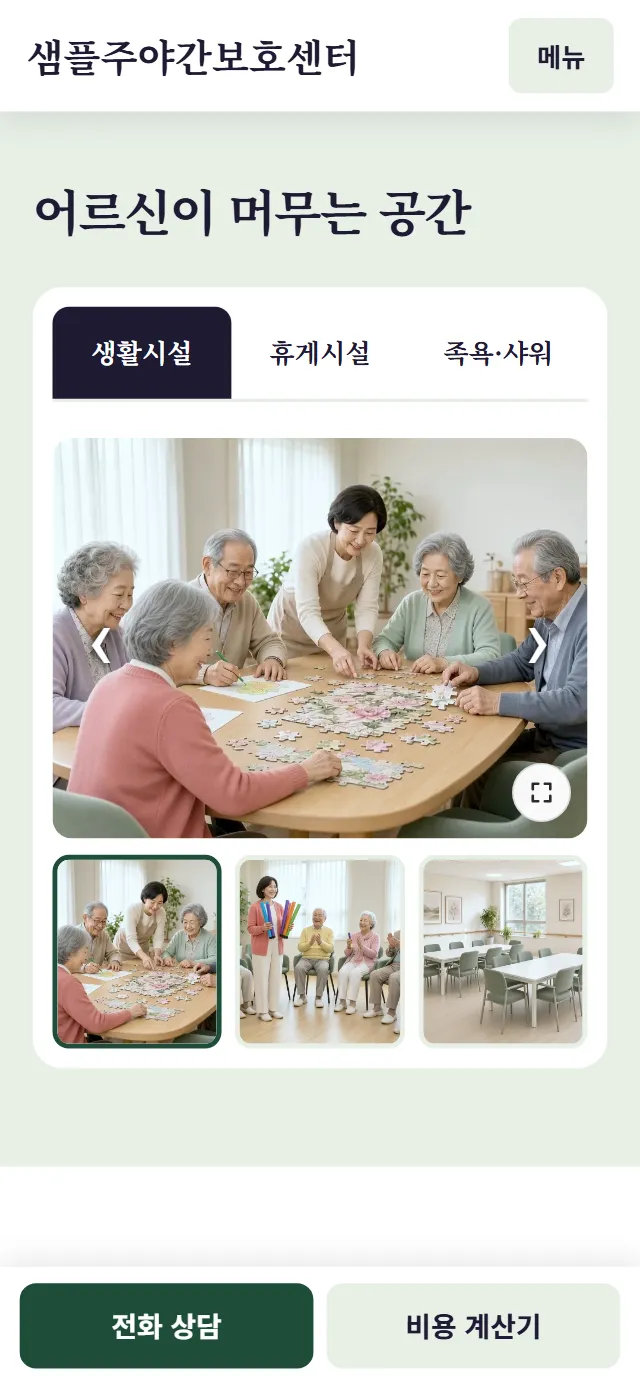 샘플주야간보호센터
메뉴
어르신이 머무는 공간
생활시설 휴게시설 족욕·샤워
전화 상담 비용 계산기